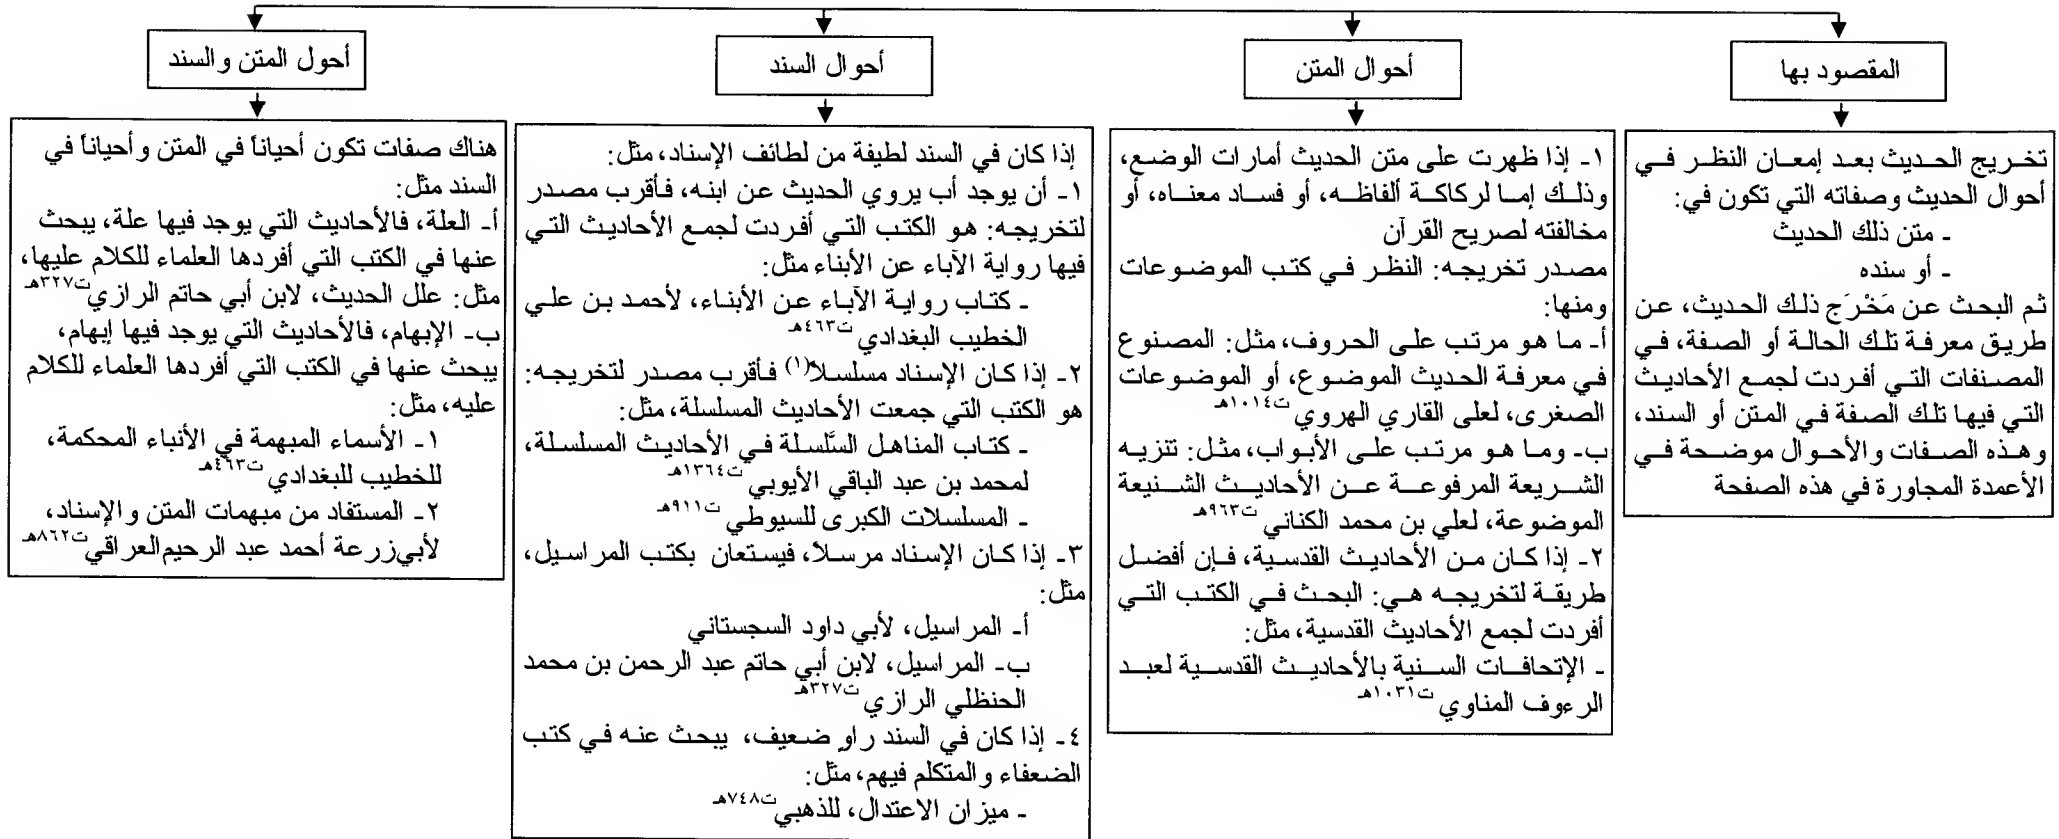 المقصود بها
تخريج الحديث بعد إمعان النظر في
أحوال الحديث وصفاته التي تكون في:
- متن ذلك الحديث
- أو سنده
ثم البحث عن مَخْرَج ذلك الحديث، عن
طريق معرفة تلك الحالة أو الصفة، في
المصنفات التي أفردت لجمع الأحاديث
التي فيها تلك الصفة في المتن أو السند،
وهذه الصفات والأحوال موضحة في
الأعمدة المجاورة في هذه الصفحة
أحوال المتن
١- إذا ظهرت على متن الحديث أمارات الوضع،
وذلك إما لركاكة ألفاظه، أو فساد معناه، أو
مخالفته لصريح القرآن
مصدر تخريجه: النظر في كتب الموضوعات
ومنها:
أ- ما هو مرتب على الحروف، مثل: المصنوع
في معرفة الحديث الموضوع، أو الموضوعات
الصغرى، لعلى القاري الهروي ت١٠١٤هـ
ب- وما هو مرتب على الأبواب، مثل: تنزيه
الشريعة المرفوعة عن الأحاديث الشنيعة
الموضوعة، لعلي بن محمد الكناني ت٩٦٣هـ
٢- إذا كان من الأحاديث القدسية، فإن أفضل
طريقة لتخريجه هي: البحث في الكتب التي
أفردت لجمع الأحاديث القدسية، مثل:
- الإتحافات السنية بالأحاديث القدسية لعبد
الرءوف المناوي ت١٠٣١هـ
أحوال السند
إذا كان في السند لطيفة من لطائف الإسناد، مثل:
١- أن يوجد أب يروي الحديث عن ابنه، فأقرب مصدر
لتخريجه: هو الكتب التي أفردت لجمع الأحاديث التي
فيها رواية الآباء عن الأبناء مثل:
- كتاب رواية الآباء عن الأبناء، لأحمد بن علي
الخطيب البغدادي ت٤٦٣هـ
٢- إذا كان الإسناد مسلسلاً(١) فأقرب مصدر لتخريجه:
هو الكتب التي جمعت الأحاديث المسلسلة، مثل:
- كتاب المناهل السَّلسلة في الأحاديث المسلسلة،
لمحمد بن عبد الباقي الأيوبي ت١٣٦٤هـ
- المسلسلات الكبرى للسيوطي ت٩١١هـ
٣- إذا كان الإسناد مرسلاً، فيستعان بكتب المراسيل،
مثل:
أ- المراسيل، لأبي داود السجستاني
ب- المراسيل، لابن أبي حاتم عبد الرحمن بن محمد
الحنظلي الرازي ت٣٢٧هـ
٤- إذا كان في السند راوٍ ضعيف، يبحث عنه في كتب
الضعفاء والمتكلم فيهم، مثل:
- ميزان الاعتدال، للذهبي ت٧٤٨هـ
أحول المتن والسند
هناك صفات تكون أحياناً في المتن وأحياناً في
السند مثل:
أ- العلة، فالأحاديث التي يوجد فيها علة، يبحث
عنها في الكتب التي أفردها العلماء للكلام عليها،
مثل: علل الحديث، لابن أبي حاتم الرازي ت٣٢٧هـ
ب- الإبهام، فالأحاديث التي يوجد فيها إبهام،
يبحث عنها في الكتب التي أفردها العلماء للكلام
عليه، مثل:
١- الأسماء المبهمة في الأنباء المحكمة،
للخطيب للبغدادي ت٤٦٣هـ
٢- المستفاد من مبهمات المتن والإسناد،
لأبي زرعة أحمد عبد الرحيم العراقي ت٨٦٢هـ